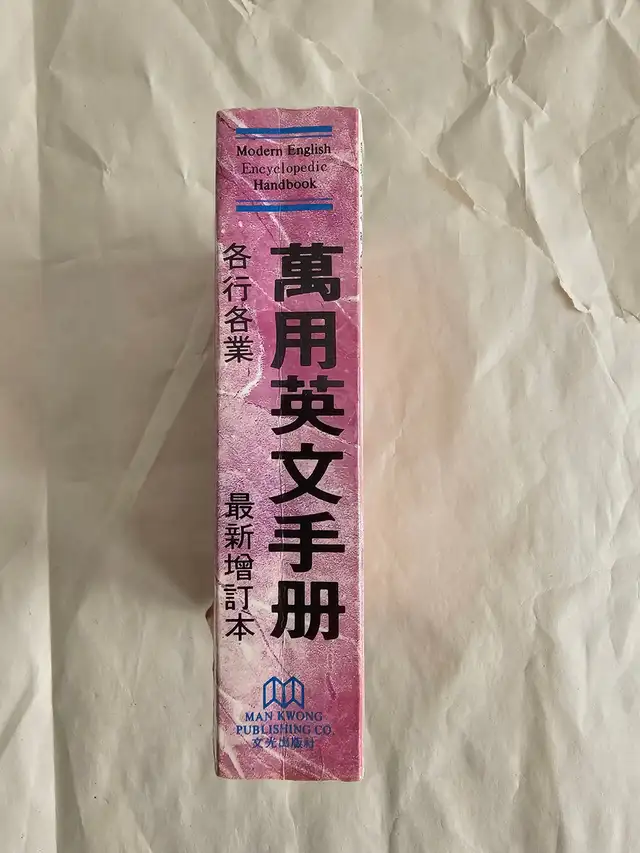 Modern English
Encyclopedic
Handbook
萬用英文手册
各行各業
最新增訂本
MAN KWONG
PUBLISHING CO.
文光出版社